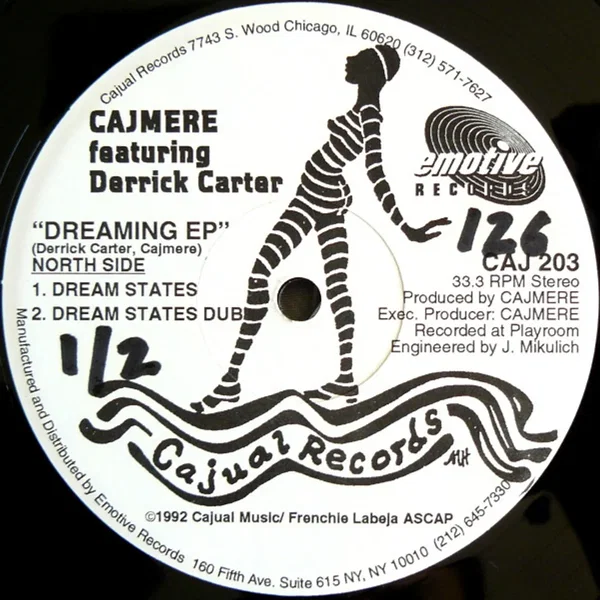 Cajual Records 7743 S. Wood Chicago, IL 60620 (312) 571-7627
CAJMERE
featuring
Derrick Carter
emotive
RECORDS
"DREAMING EP"
(Derrick Carter, Cajmere)
NORTH SIDE
1. DREAM STATES
2. DREAM STATES DUB
1/2
126
CAJ 203
33.3 RPM Stereo
Produced by CAJMERE
Exec. Producer: CAJMERE
Recorded at Playroom
Engineered by J. Mikulich
Cajual Records
MH
©1992 Cajual Music/ Frenchie Labeja ASCAP
Manufactured and Distributed by Emotive Records 160 Fifth Ave. Suite 615 NY, NY 10010 (212) 645-7330